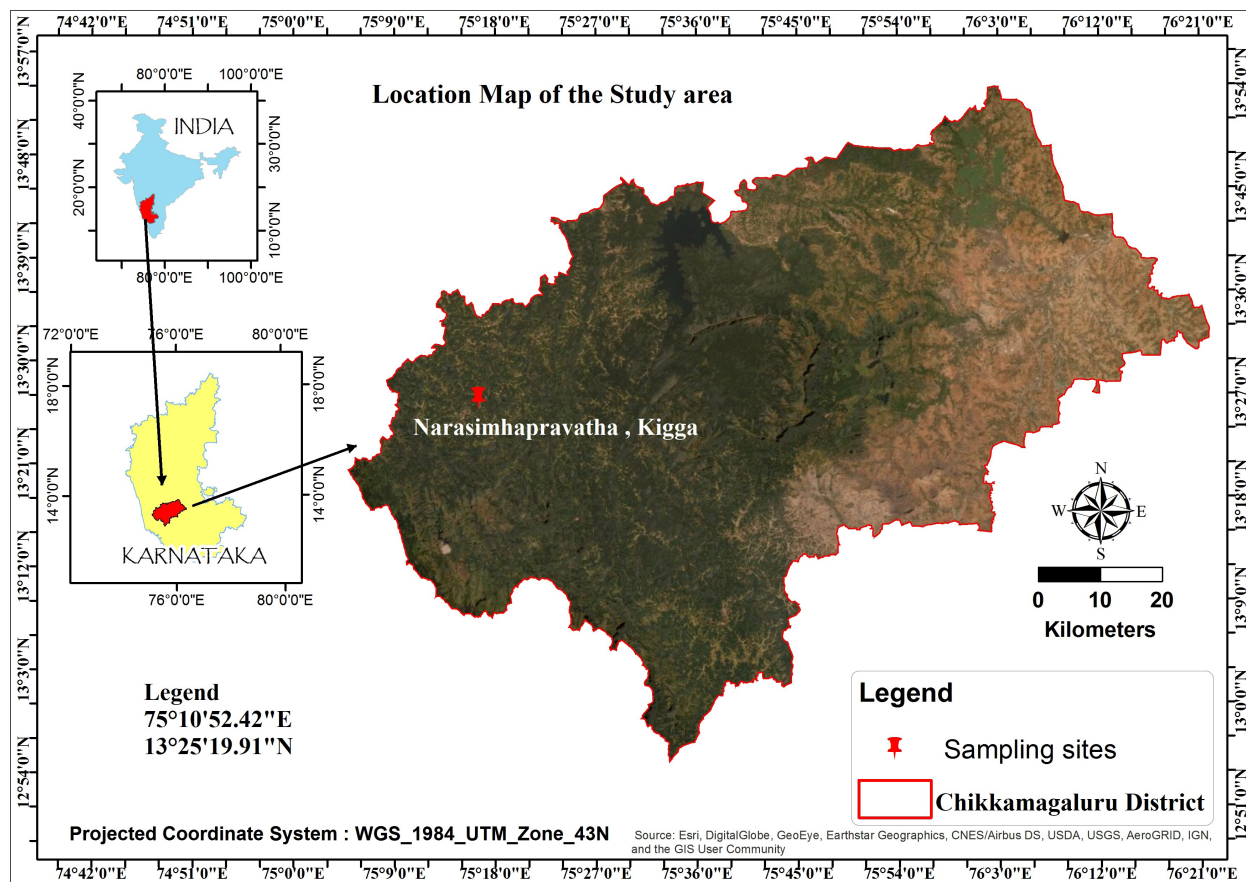 74°42'0"E 74°51'0"E 75°0'0"E 75°9'0"E 75°18'0"E 75°27'0"E 75°36'0"E 75°45'0"E 75°54'0"E 76°3'0"E 76°12'0"E 76°21'0"E
13°57'0"N
13°48'0"N
13°39'0"N
13°30'0"N
13°21'0"N
13°12'0"N
13°3'0"N
12°54'0"N
Location Map of the Study area
80°0'0"E 100°0'0"E
40°0'0"N
20°0'0"N
INDIA
30°0'0"N
10°0'0"N
80°0'0"E 100°0'0"E
72°0'0"E 76°0'0"E 80°0'0"E
18°0'0"N
14°0'0"N
18°0'0"N
14°0'0"N
KARNATAKA
76°0'0"E 80°0'0"E
Narasimhapravatha , Kigga
13°54'0"N
13°45'0"N
13°36'0"N
13°27'0"N
13°18'0"N
13°9'0"N
13°0'0"N
12°51'0"N
N
W E
S
0 10 20
Kilometers
Legend
75°10'52.42"E
13°25'19.91"N
Legend
Sampling sites
Chikkamagaluru District
Projected Coordinate System : WGS_1984_UTM_Zone_43N
Source: Esri, DigitalGlobe, GeoEye, Earthstar Geographics, CNES/Airbus DS, USDA, USGS, AeroGRID, IGN,
and the GIS User Community
74°42'0"E 74°51'0"E 75°0'0"E 75°9'0"E 75°18'0"E 75°27'0"E 75°36'0"E 75°45'0"E 75°54'0"E 76°3'0"E 76°12'0"E 76°21'0"E